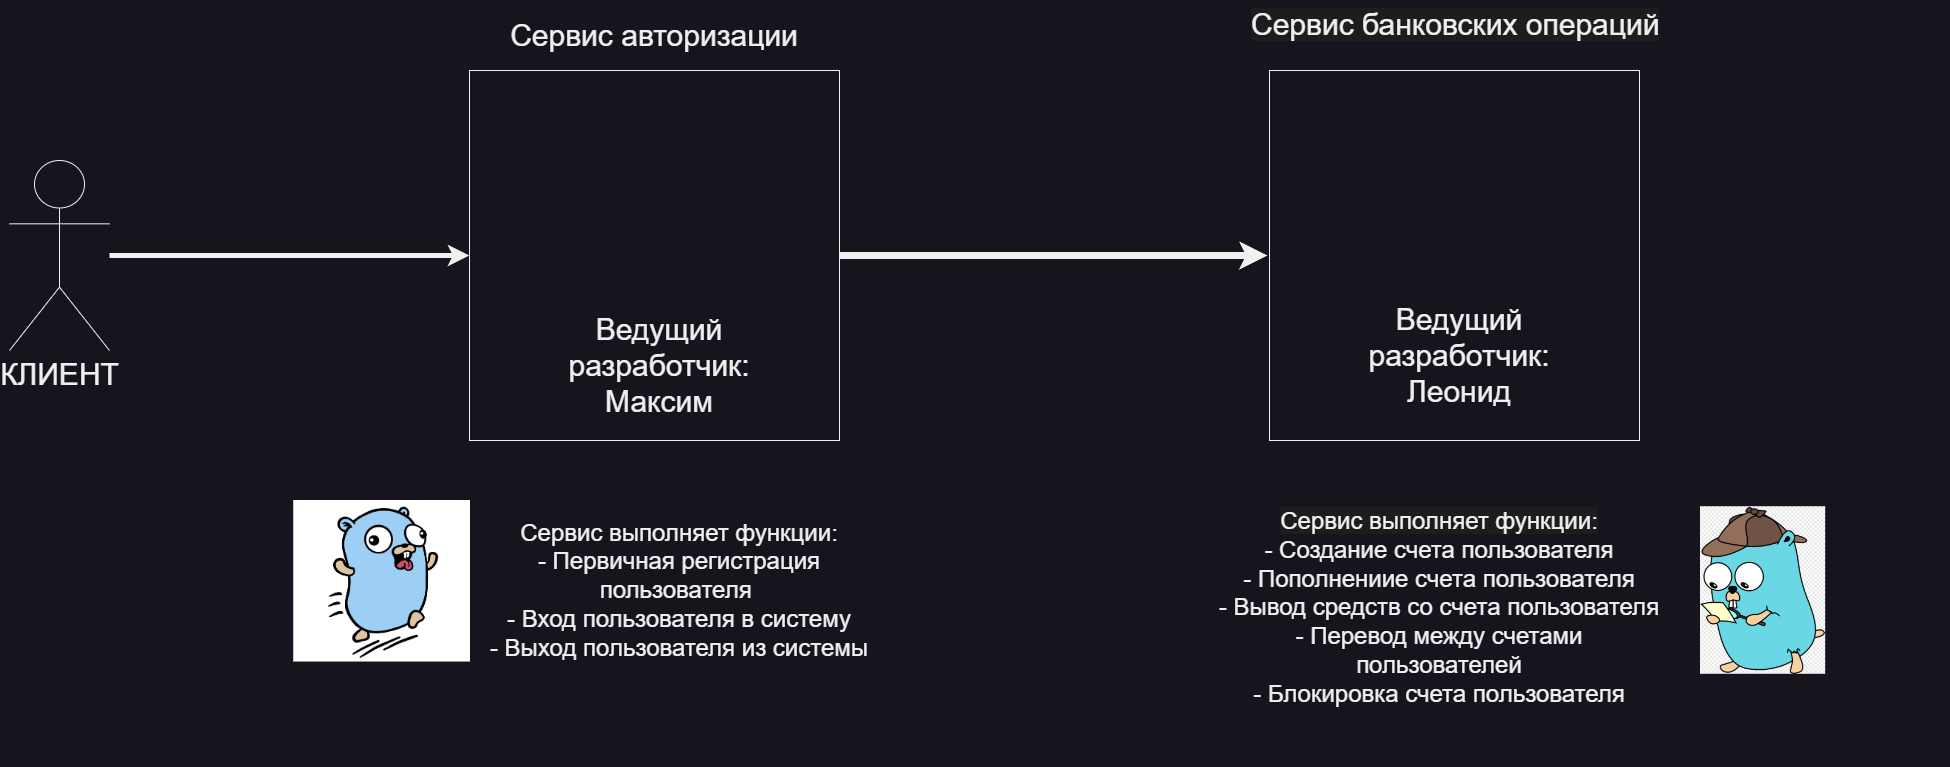 Сервис авторизации
Сервис банковских операций
КЛИЕНТ
Ведущий
разработчик:
Максим
Ведущий
разработчик:
Леонид
Сервис выполняет функции:
- Первичная регистрация
пользователя
- Вход пользователя в систему
- Выход пользователя из системы
Сервис выполняет функции:
- Создание счета пользователя
- Пополнениие счета пользователя
- Вывод средств со счета пользователя
- Перевод между счетами
пользователей
- Блокировка счета пользователя